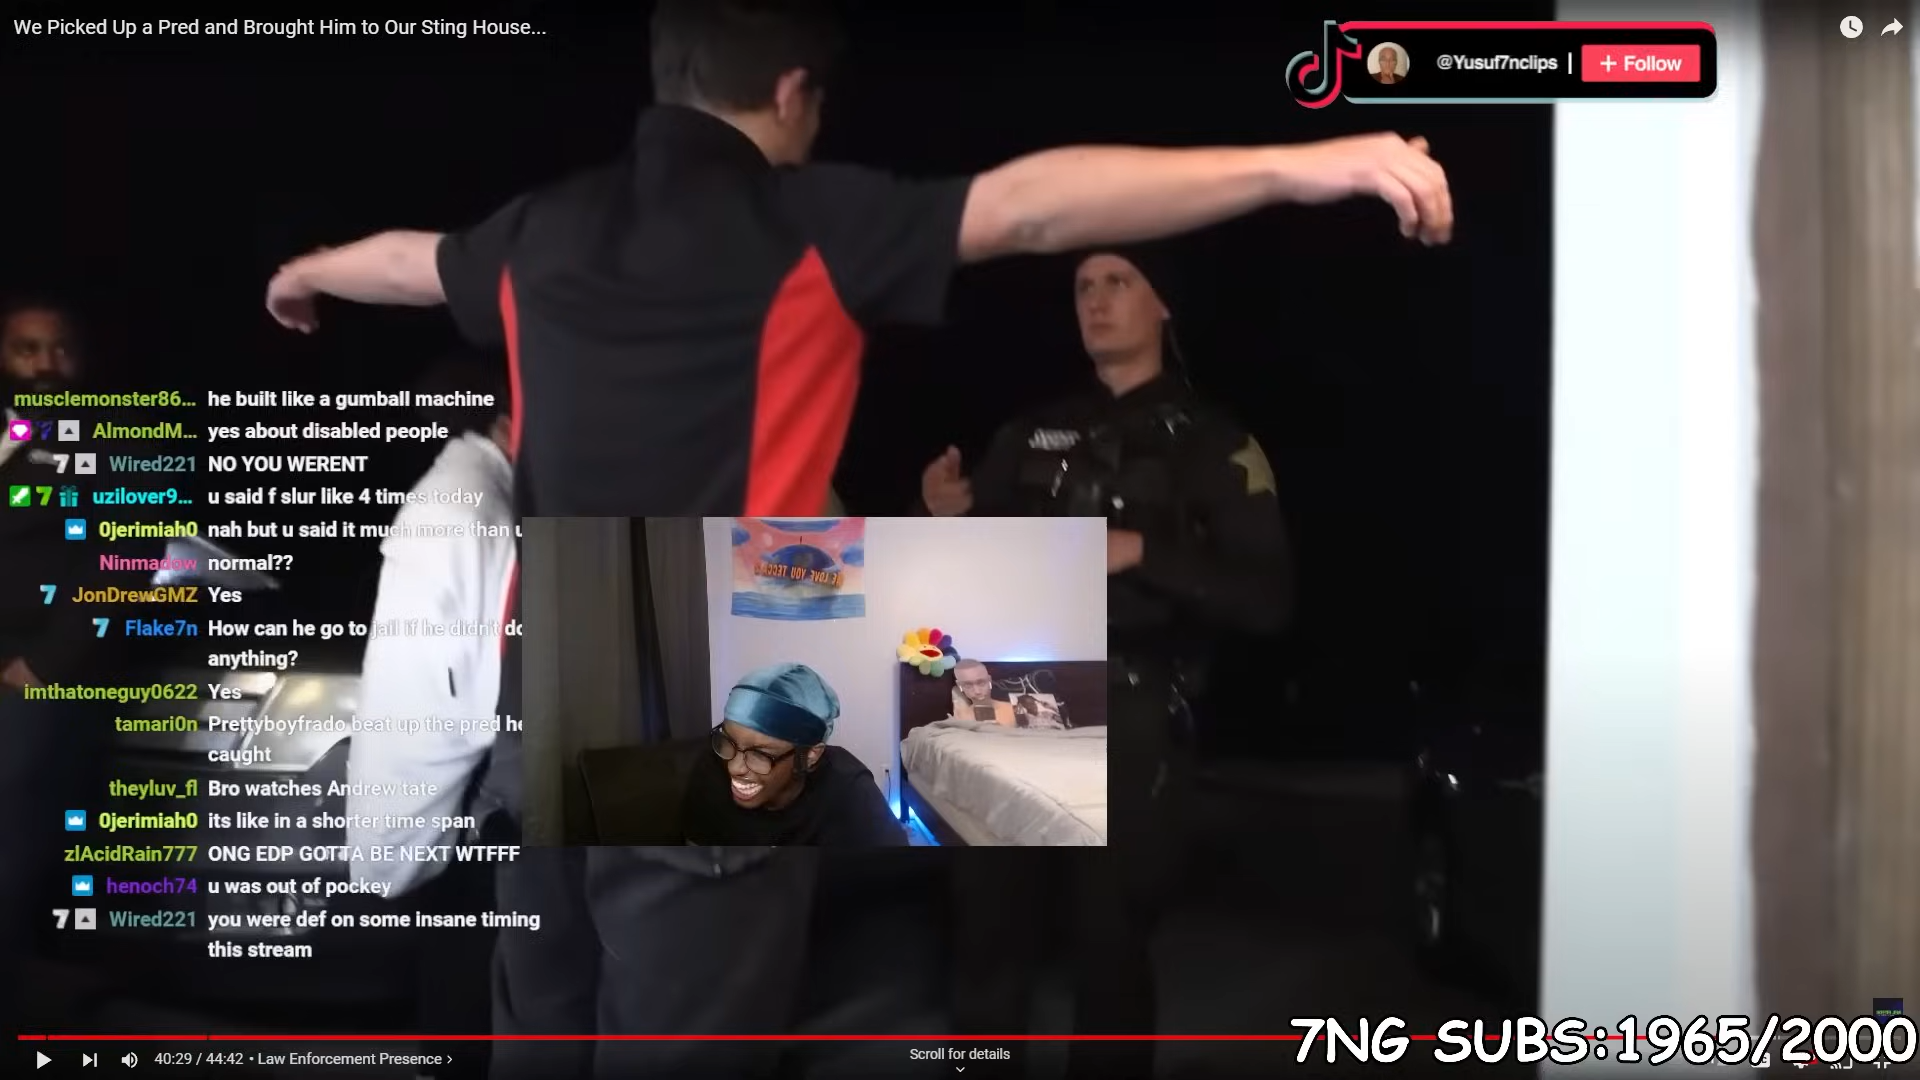 We Picked Up a Pred and Brought Him to Our Sting House...
@Yusuf7nclips | + Follow
musclemonster86... he built like a gumball machine
AlmondM... yes about disabled people
7 Wired221 NO YOU WERENT
7 uzilover9... u said f slur like 4 times today
0jerimiah0 nah but u said it much more than u
Ninmadow normal??
7 JonDrewGMZ Yes
7 Flake7n How can he go to jail if he didn't do
anything?
imthatoneguy0622 Yes
tamari0n Prettyboyfrado beat up the pred he
caught
theyluv_fl Bro watches Andrew tate
0jerimiah0 its like in a shorter time span
zlAcidRain777 ONG EDP GOTTA BE NEXT WTFFF
henoch74 u was out of pockey
7 Wired221 you were def on some insane timing
this stream
7NG SUBS:1965/2000
40:29 / 44:42 • Law Enforcement Presence >
Scroll for details